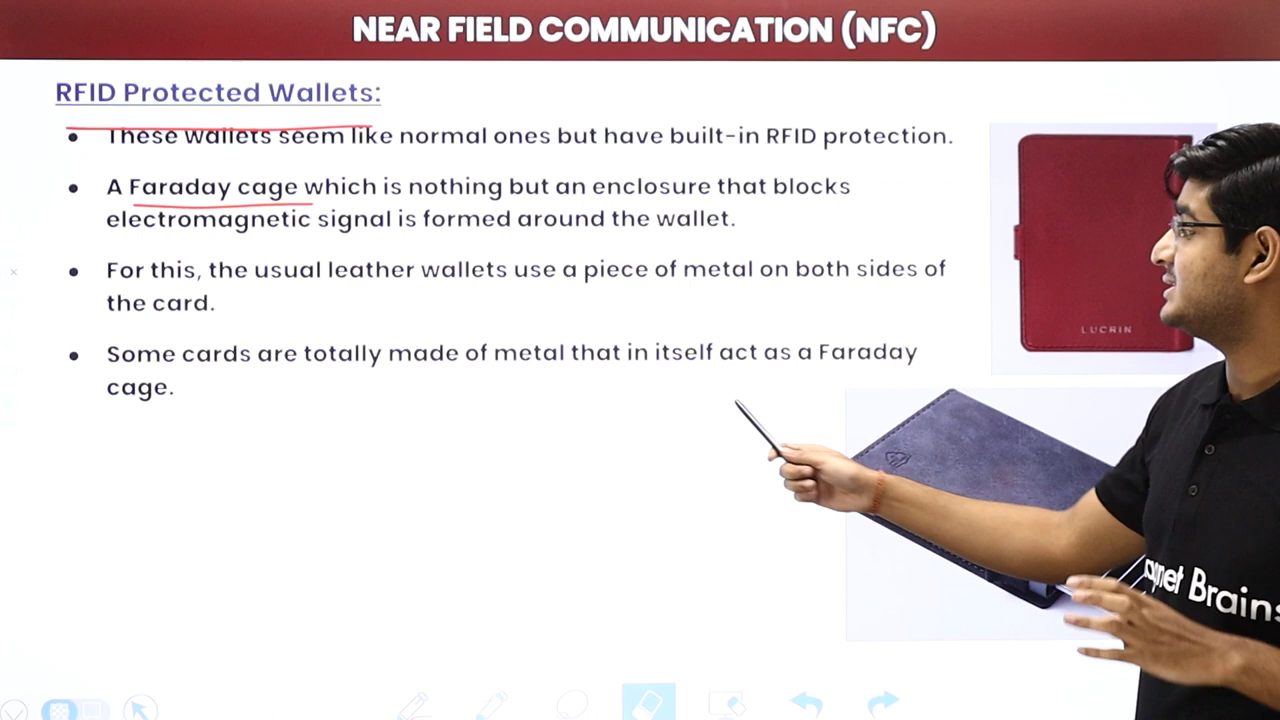 NEAR FIELD COMMUNICATION (NFC)
RFID Protected Wallets:
• These wallets seem like normal ones but have built-in RFID protection.
• A Faraday cage which is nothing but an enclosure that blocks
electromagnetic signal is formed around the wallet.
• For this, the usual leather wallets use a piece of metal on both sides of
the card.
• Some cards are totally made of metal that in itself act as a Faraday
cage.
LUCRIN
Brains